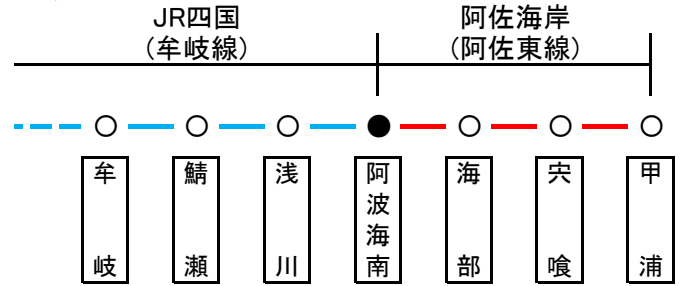 JR四国
（牟岐線）
阿佐海岸
（阿佐東線）
牟岐
鯖瀬
浅川
阿波海南
海部
宍喰
甲浦